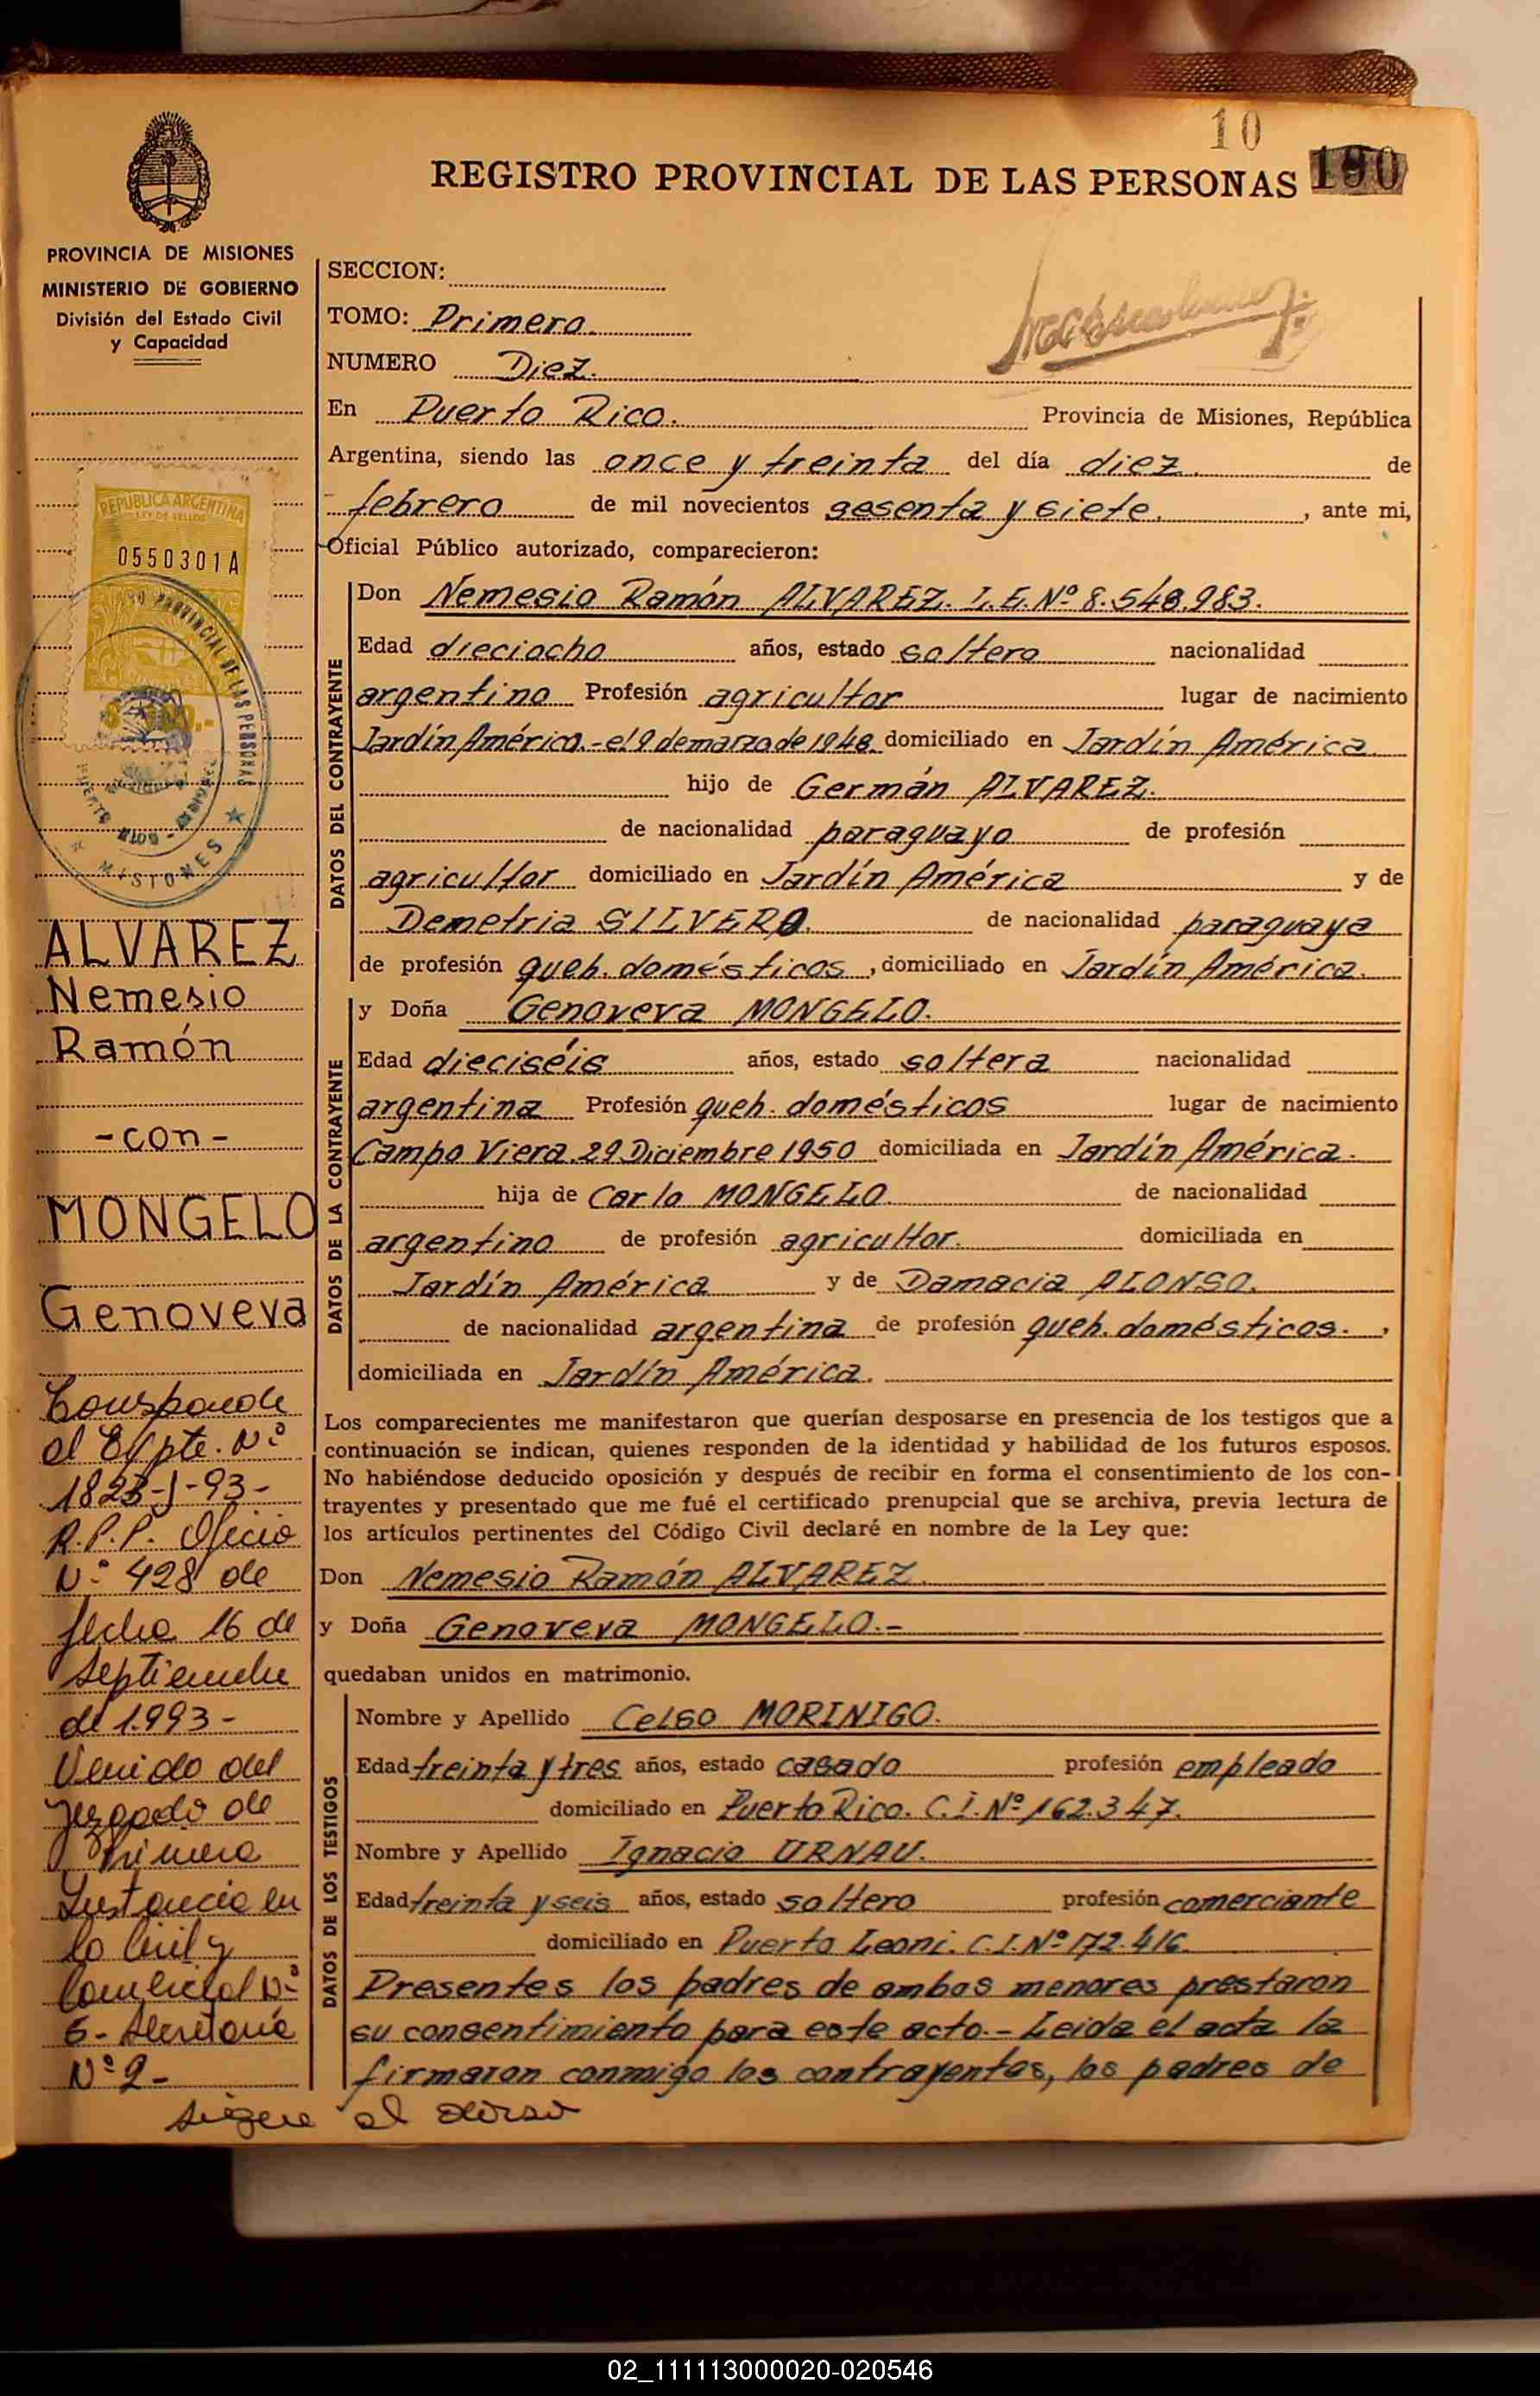 10
REGISTRO PROVINCIAL DE LAS PERSONAS 190
PROVINCIA DE MISIONES
MINISTERIO DE GOBIERNO
División del Estado Civil
y Capacidad
REPUBLICA ARGENTINA
LEY DE SELLOS
0550301A
PROVINCIAL DE LAS PERSONAS
MISIONES
ALVAREZ
Nemesio
Ramón
-con-
MONGELO
Genoveva
Corresponde
al Expte. Nº
1823-J-93-
R.P.P. Oficio
Nº 428 de
fecha 16 de
Septiembre
de 1.993-
Venido del
Juzgado de
Primera
Instancia en
lo Civil y
Comercial Nº
6- Secretaría
Nº 2-
sigue al dorso
SECCION:
TOMO: Primero.
NUMERO Diez.
En Puerto Rico. Provincia de Misiones, República
Argentina, siendo las once y treinta del día diez. de
febrero de mil novecientos sesenta y siete. , ante mi,
Oficial Público autorizado, comparecieron:
DATOS DEL CONTRAYENTE
Don Nemesio Ramón ALVAREZ. L.E.Nº 8.548.983.
Edad dieciocho años, estado soltero nacionalidad
argentino Profesión agricultor lugar de nacimiento
Jardín América.-el 9 de marzo de 1948 domiciliado en Jardín América.
hijo de Germán ALVAREZ.
de nacionalidad paraguayo de profesión
agricultor domiciliado en Jardín América y de
Demetria SILVERO. de nacionalidad paraguaya
de profesión queh. domésticos , domiciliado en Jardín América.
DATOS DE LA CONTRAYENTE
y Doña Genoveva MONGELO.
Edad dieciséis años, estado soltera nacionalidad
argentina Profesión queh. domésticos lugar de nacimiento
Campo Viera. 29 Diciembre 1950 domiciliada en Jardín América.
hija de Carlo MONGELO. de nacionalidad
argentino de profesión agricultor. domiciliada en
Jardín América y de Damacia ALONSO.
de nacionalidad argentina de profesión queh. domésticos. ,
domiciliada en Jardín América.
Los comparecientes me manifestaron que querían desposarse en presencia de los testigos que a
continuación se indican, quienes responden de la identidad y habilidad de los futuros esposos.
No habiéndose deducido oposición y después de recibir en forma el consentimiento de los con-
trayentes y presentado que me fué el certificado prenupcial que se archiva, previa lectura de
los artículos pertinentes del Código Civil declaré en nombre de la Ley que:
Don Nemesio Ramón ALVAREZ.
y Doña Genoveva MONGELO.-
quedaban unidos en matrimonio.
DATOS DE LOS TESTIGOS
Nombre y Apellido Celso MORINIGO.
Edad treinta y tres años, estado casado profesión empleado
domiciliado en Puerto Rico. C.I.Nº 162.347.
Nombre y Apellido Ignacio URNAU.
Edad treinta y seis años, estado soltero profesión comerciante
domiciliado en Puerto Leoni. C.I.Nº 172.416.
Presentes los padres de ambos menores prestaron
su consentimiento para este acto.- Leida el acta la
firmaron conmigo los contrayentes, los padres de
02_111113000020-020546